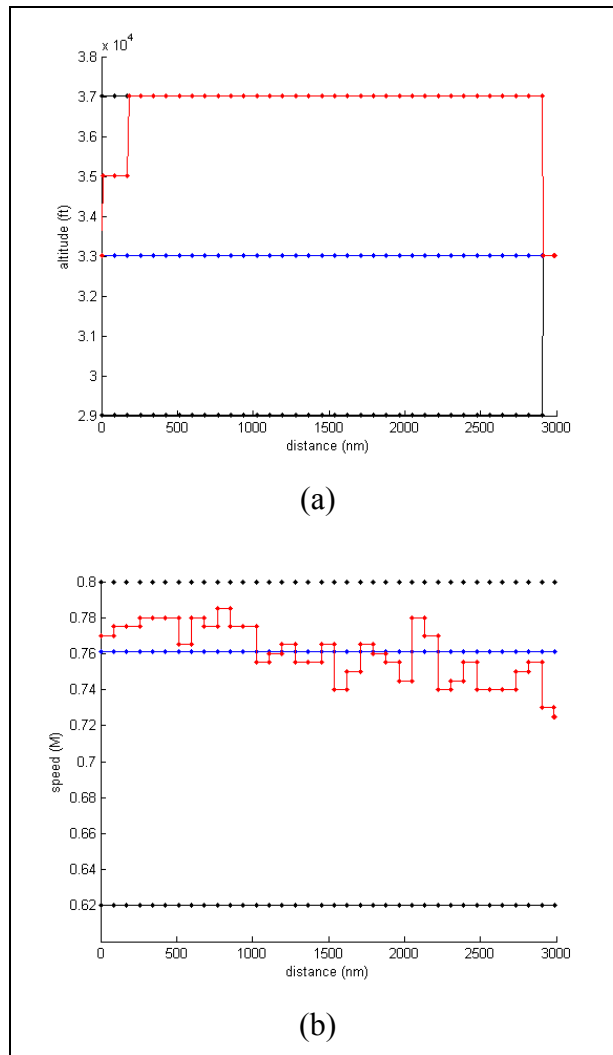 x 10^4
3.8
3.7
3.6
3.5
3.4
3.3
3.2
3.1
3
2.9
altitude (ft)
0 500 1000 1500 2000 2500 3000
distance (nm)
(a)
0.8
0.78
0.76
0.74
0.72
0.7
0.68
0.66
0.64
0.62
speed (M)
0 500 1000 1500 2000 2500 3000
distance (nm)
(b)